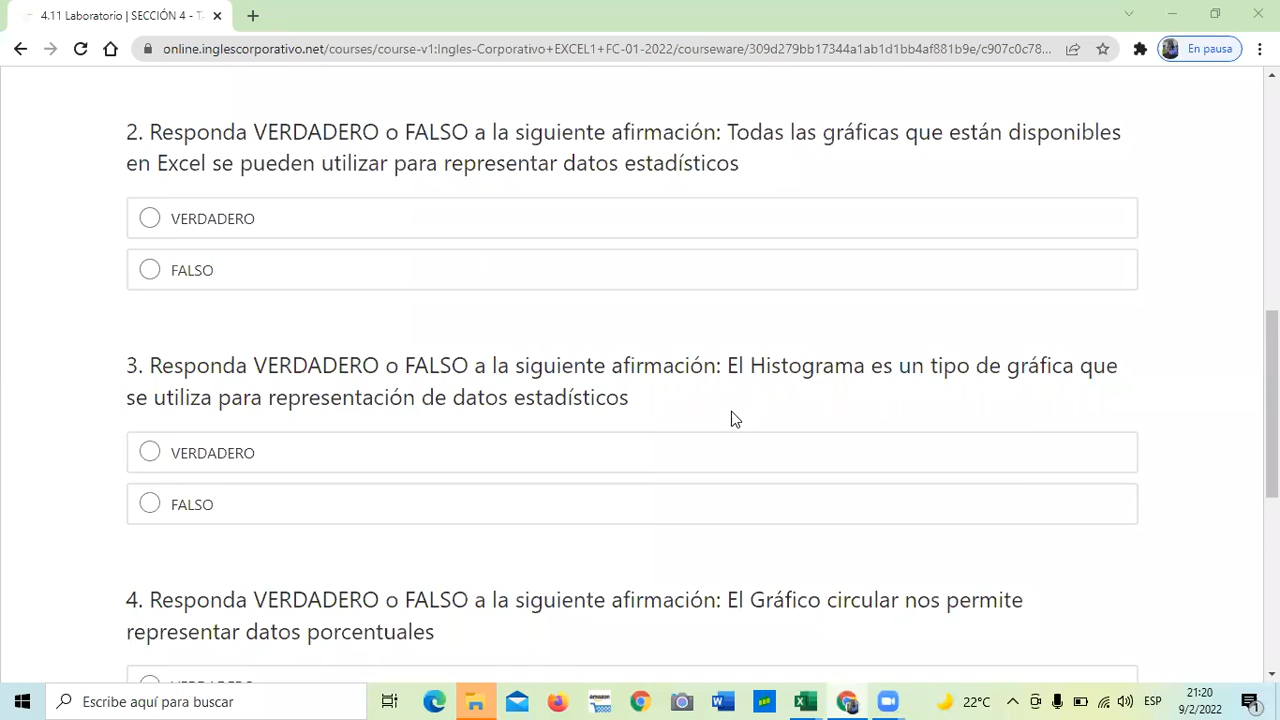 4.11 Laboratorio | SECCIÓN 4 - T
online.inglescorporativo.net/courses/course-v1:Ingles-Corporativo+EXCEL1+FC-01-2022/courseware/309d279bb17344a1ab1d1bb4af881b9e/c907c0c78...
En pausa
2. Responda VERDADERO o FALSO a la siguiente afirmación: Todas las gráficas que están disponibles
en Excel se pueden utilizar para representar datos estadísticos
VERDADERO
FALSO
3. Responda VERDADERO o FALSO a la siguiente afirmación: El Histograma es un tipo de gráfica que
se utiliza para representación de datos estadísticos
VERDADERO
FALSO
4. Responda VERDADERO o FALSO a la siguiente afirmación: El Gráfico circular nos permite
representar datos porcentuales
VERDADERO
Escribe aquí para buscar
amazon
22°C
ESP
21:20
9/2/2022
1